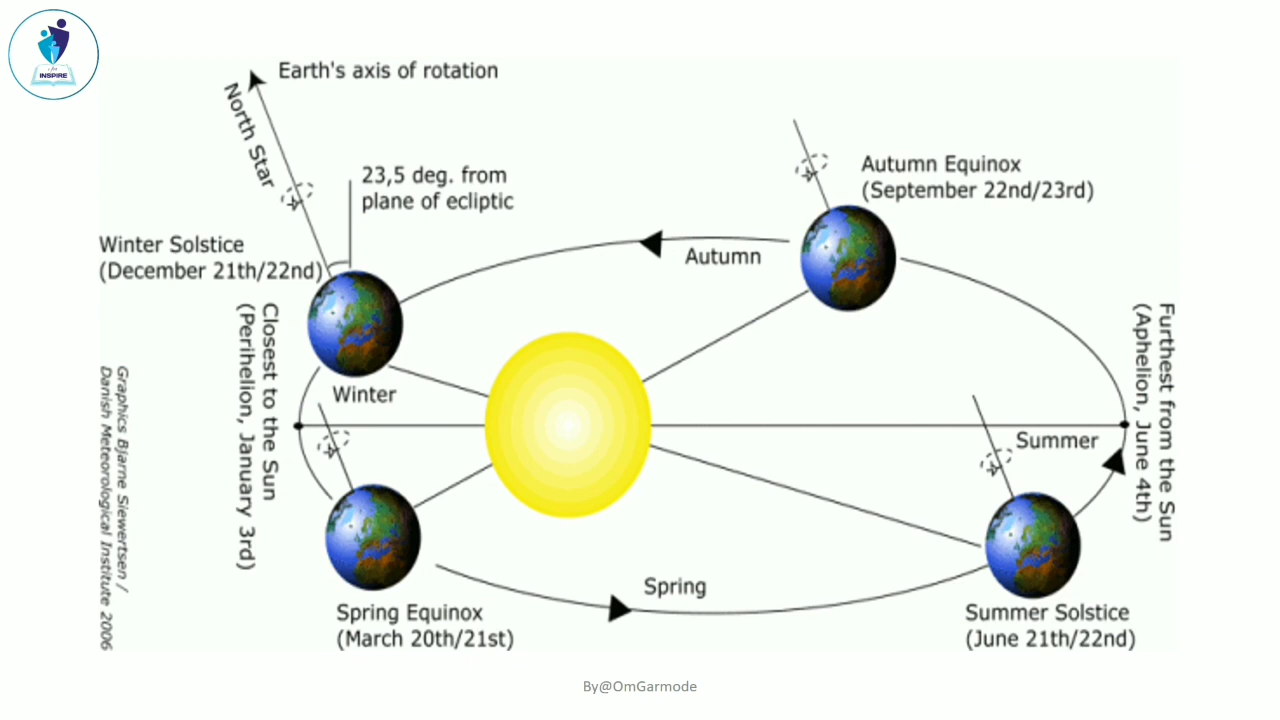 INSPIRE
Earth's axis of rotation
North Star
23,5 deg. from
plane of ecliptic
Autumn Equinox
(September 22nd/23rd)
Winter Solstice
(December 21th/22nd)
Autumn
Closest to the Sun
(Perihelion, January 3rd)
Furthest from the Sun
(Aphelion, June 4th)
Graphics Bjarne Siewertsen /
Danish Meteorological Institute 2006
Winter
Summer
Spring
Spring Equinox
(March 20th/21st)
Summer Solstice
(June 21th/22nd)
By@OmGarmode